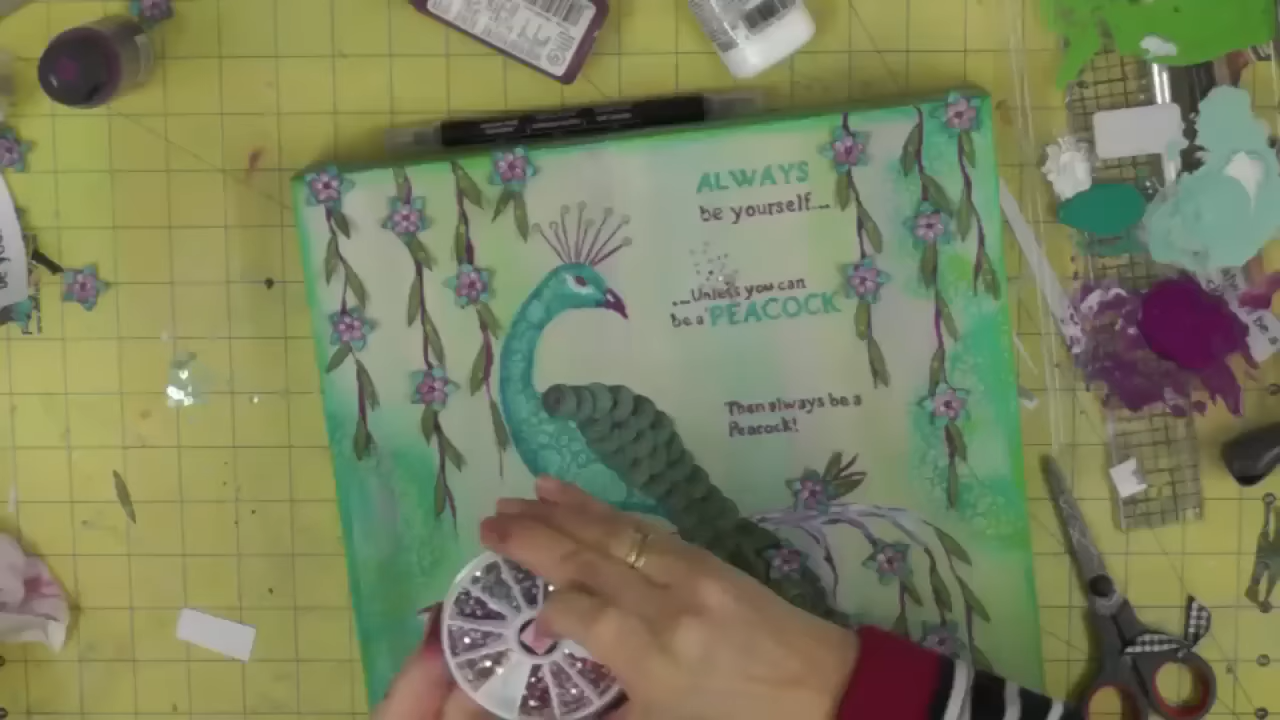 ALWAYS
be yourself...
...Unless you can
be a PEACOCK
Then always be a
Peacock!